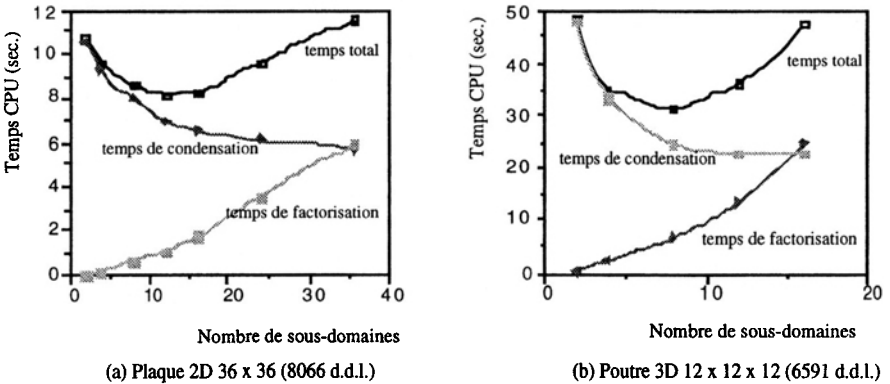 12
10
8
6
4
2
0
Temps CPU (sec.)
temps total
temps de condensation
temps de factorisation
0 10 20 30 40
Nombre de sous-domaines
(a) Plaque 2D 36 x 36 (8066 d.d.l.)
50
40
30
20
10
0
Temps CPU (sec.)
temps total
temps de condensation
temps de factorisation
0 10 20
Nombre de sous-domaines
(b) Poutre 3D 12 x 12 x 12 (6591 d.d.l.)